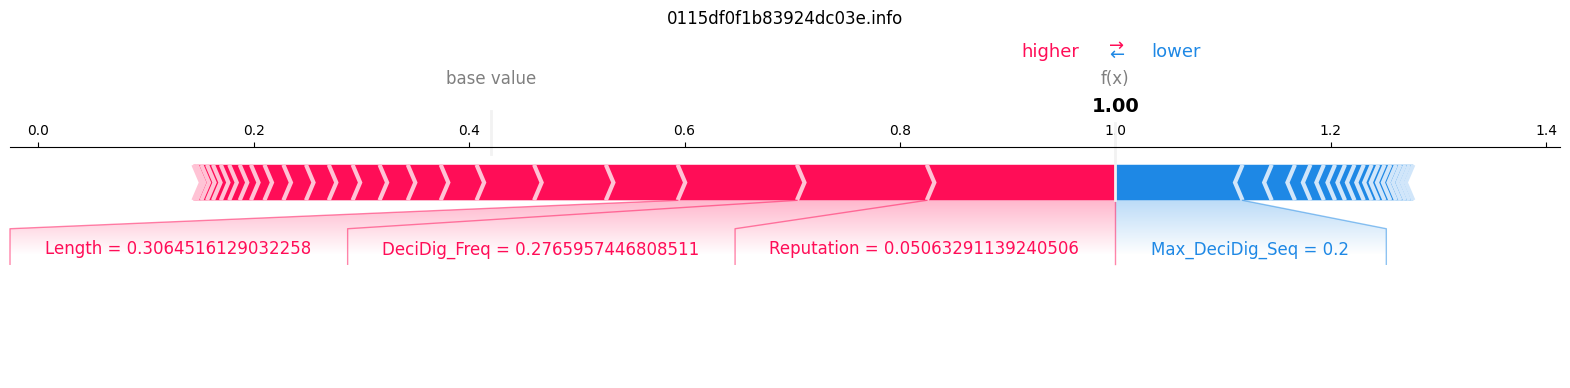 0115df0f1b83924dc03e.info
higher → ← lower
base value f(x)
1.00
0.0 0.2 0.4 0.6 0.8 1.0 1.2 1.4
Length = 0.3064516129032258 DeciDig_Freq = 0.2765957446808511 Reputation = 0.05063291139240506 Max_DeciDig_Seq = 0.2